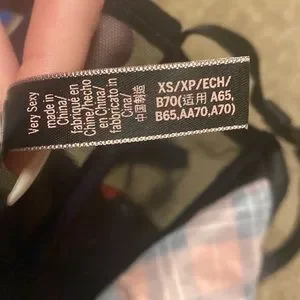 Very Sexy
made in
China/
fabriqué en
Chine/hecho
en China/
fabricato in
Cina.
中国制造
XS/XP/ECH/
B70(适用 A65,
B65,AA70,A70)